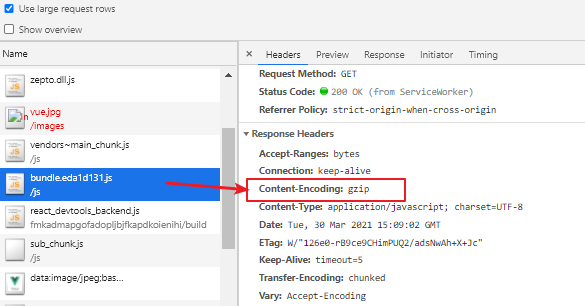 Use large request rows
Show overview
Name
× Headers Preview Response Initiator Timing
zepto.dll.js
vue.jpg
/images
vendors~main_chunk.js
/js
bundle.eda1d131.js
/js
react_devtools_backend.js
fmkadmapgofadopljbjfkapdkoienihi/build
sub_chunk.js
/js
data:image/jpeg;bas…
Request Method: GET
Status Code: 200 OK (from ServiceWorker)
Referrer Policy: strict-origin-when-cross-origin
Response Headers
Accept-Ranges: bytes
Connection: keep-alive
Content-Encoding: gzip
Content-Type: application/javascript; charset=UTF-8
Date: Tue, 30 Mar 2021 15:09:02 GMT
ETag: W/"126e0-rB9ce9CHimPUQ2/adsNwAh+X+Jc"
Keep-Alive: timeout=5
Transfer-Encoding: chunked
Vary: Accept-Encoding